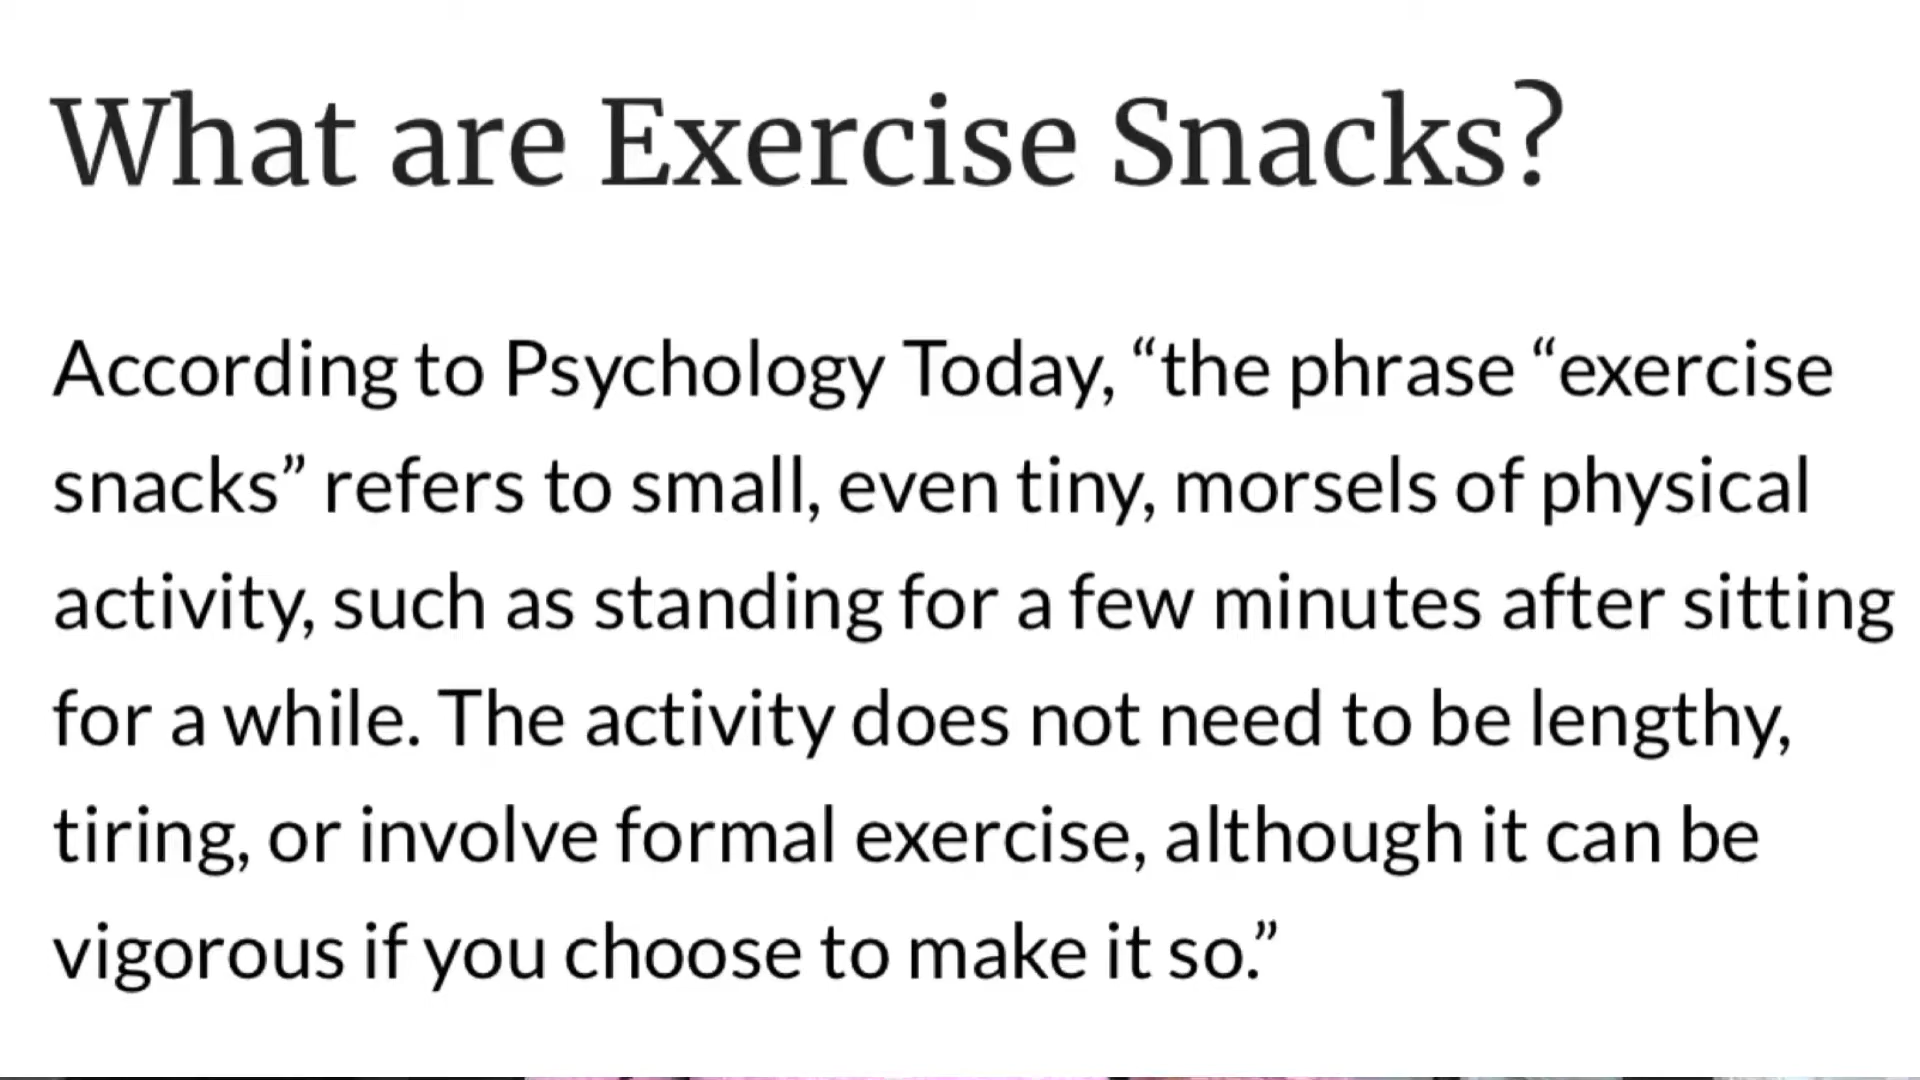 What are Exercise Snacks?
According to Psychology Today, “the phrase “exercise
snacks” refers to small, even tiny, morsels of physical
activity, such as standing for a few minutes after sitting
for a while. The activity does not need to be lengthy,
tiring, or involve formal exercise, although it can be
vigorous if you choose to make it so.”